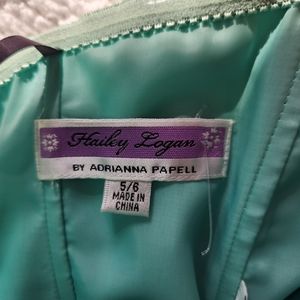 Hailey Logan
BY ADRIANNA PAPELL
5/6
MADE IN
CHINA